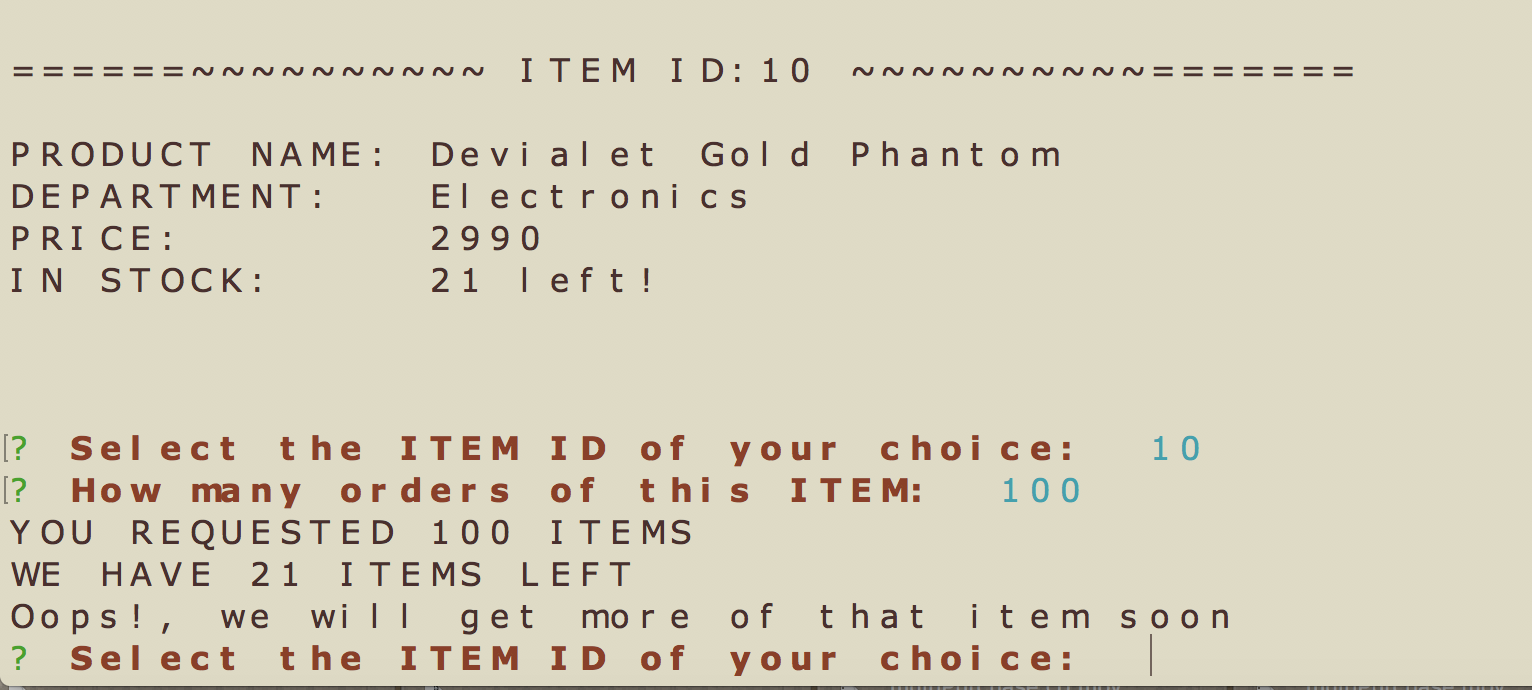 ======~~~~~~~~~~ ITEM ID:10 ~~~~~~~~~~=======
PRODUCT NAME: Devialet Gold Phantom
DEPARTMENT: Electronics
PRICE: 2990
IN STOCK: 21 left!
[? Select the ITEM ID of your choice: 10
[? How many orders of this ITEM: 100
YOU REQUESTED 100 ITEMS
WE HAVE 21 ITEMS LEFT
Oops!, we will get more of that item soon
? Select the ITEM ID of your choice: